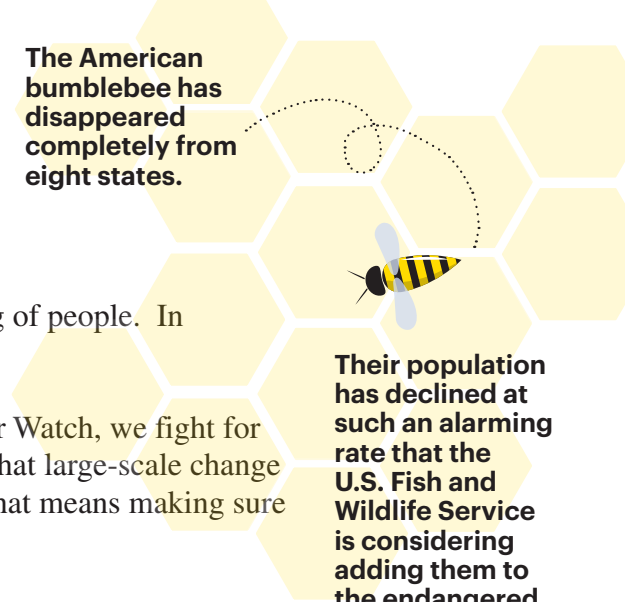 The American
bumblebee has
disappeared
completely from
eight states.
of people. In
Watch, we fight for
large-scale change
means making sure
Their population
has declined at
such an alarming
rate that the
U.S. Fish and
Wildlife Service
is considering
adding them to
the endangered